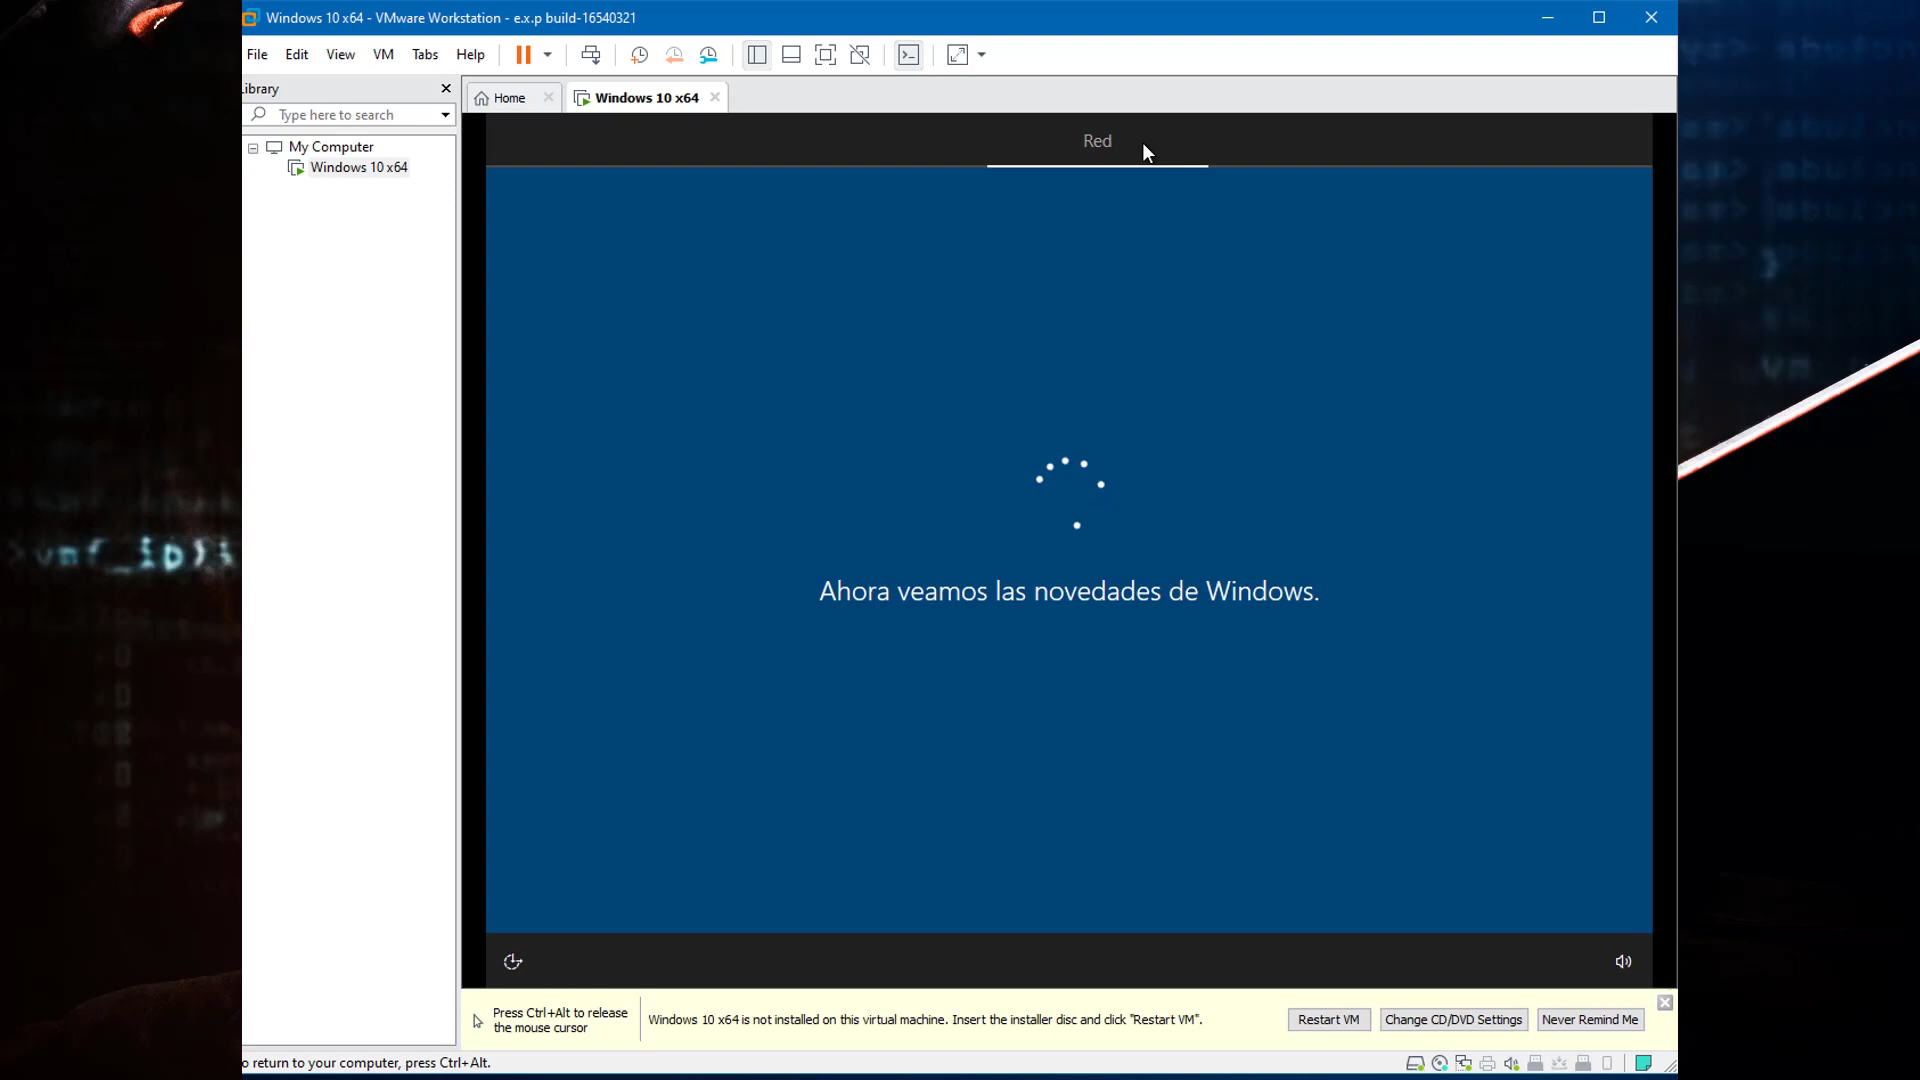 Windows 10 x64 - VMware Workstation - e.x.p build-16540321
File Edit View VM Tabs Help
ibrary
Type here to search
My Computer
Windows 10 x64
Home
Windows 10 x64
Red
Ahora veamos las novedades de Windows.
Press Ctrl+Alt to release
the mouse cursor
Windows 10 x64 is not installed on this virtual machine. Insert the installer disc and click "Restart VM".
Restart VM
Change CD/DVD Settings
Never Remind Me
o return to your computer, press Ctrl+Alt.